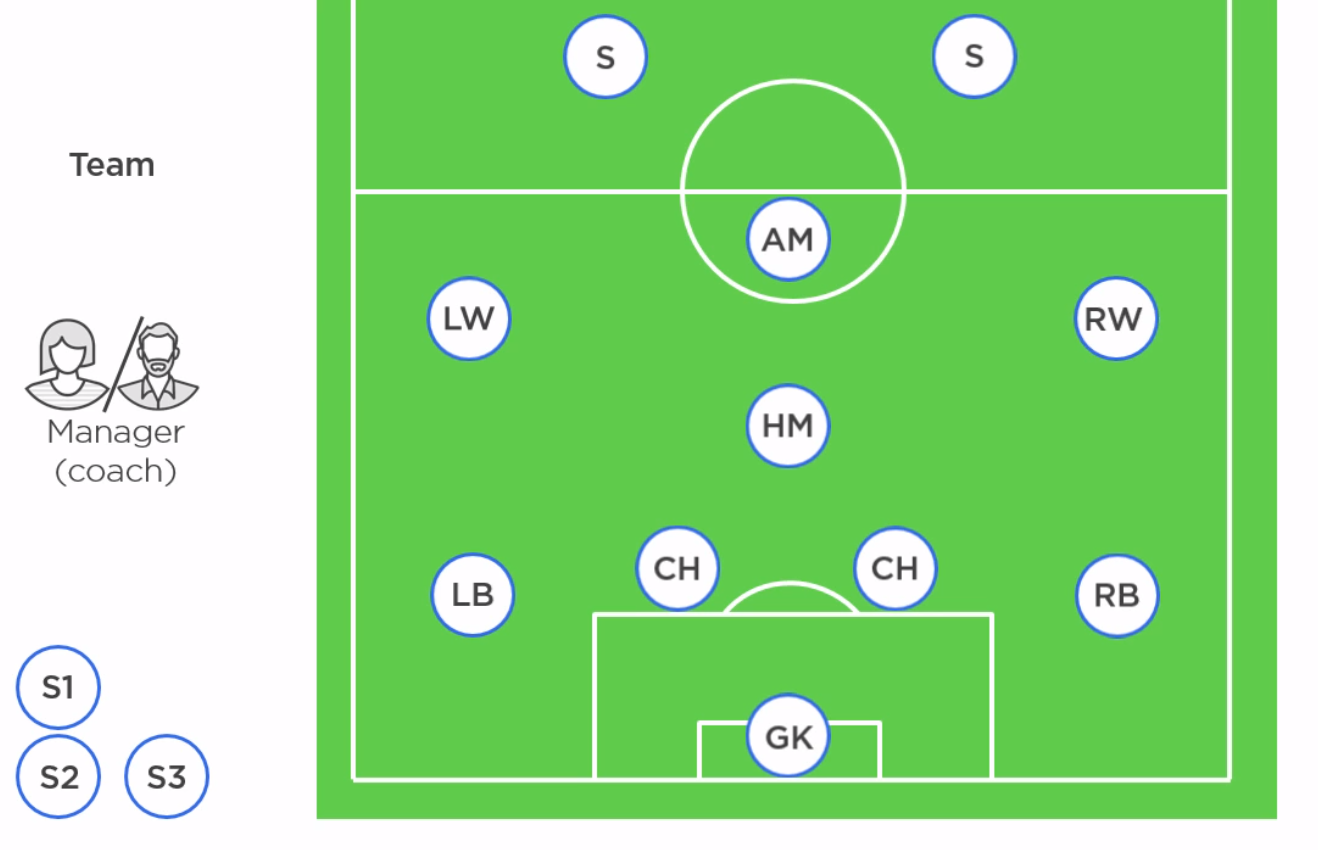 S
S
Team
AM
LW
RW
Manager
(coach)
HM
CH
CH
LB
RB
S1
GK
S2
S3